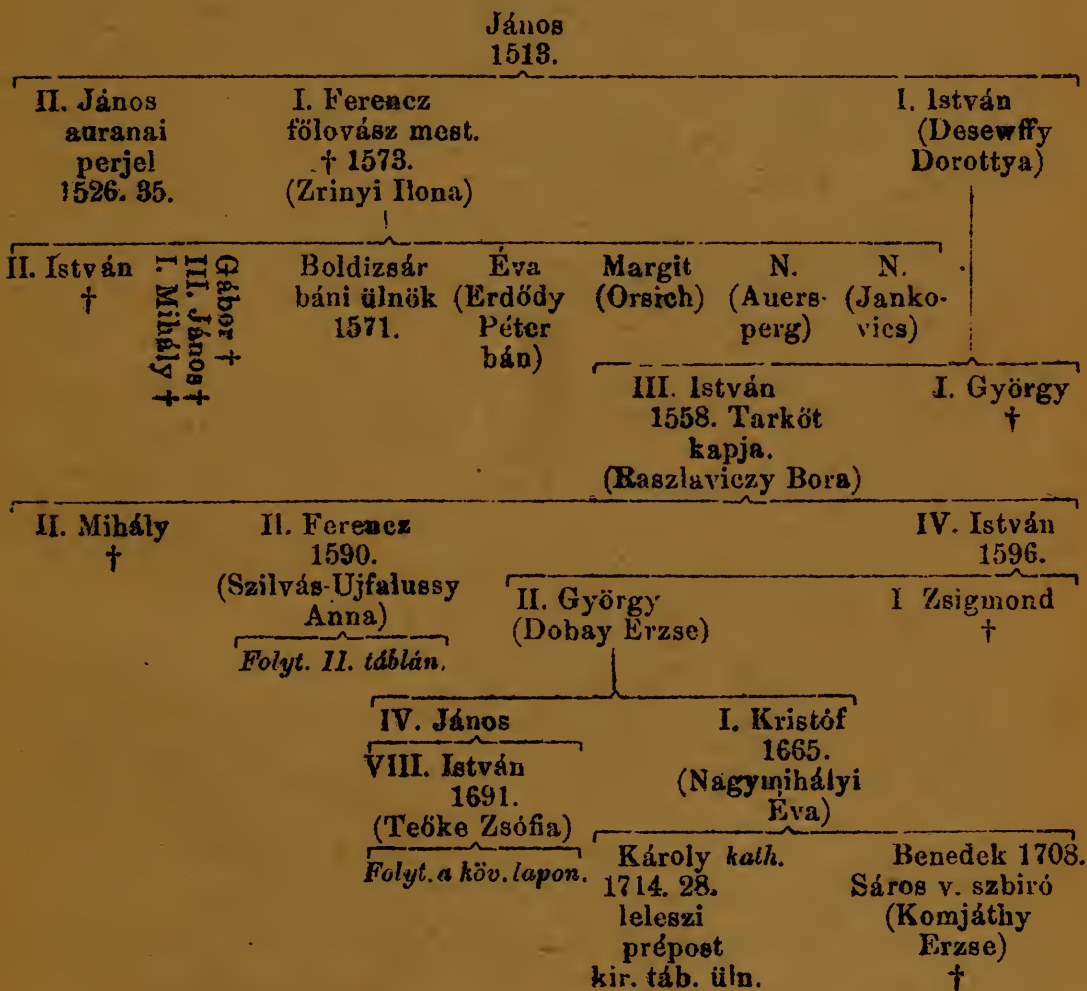 János
1513.
II. János
auranai
perjel
1526. 35.
I. Ferencz
fölovász mest.
† 1573.
(Zrinyi Ilona)
I. István
(Desewffy
Dorottya)
II. István
†
Gábor †
III. János †
I. Mihály †
Boldizsár
báni ülnök
1571.
Éva
(Erdődy
Péter
bán)
Margit
(Orsich)
N.
(Auers-
perg)
N.
(Janko-
vics)
III. István
1558. Tarkőt
kapja.
(Raszlaviczy Bora)
I. György
†
II. Mihály
†
II. Ferencz
1590.
(Szilvás-Ujfalussy
Anna)
Folyt. II. táblán.
IV. István
1596.
II. György
(Dobay Erzse)
I Zsigmond
†
IV. János
VIII. István
1691.
(Teőke Zsófia)
Folyt. a köv. lapon.
I. Kristóf
1665.
(Nagymihályi
Éva)
Károly kath.
1714. 28.
leleszi
prépost
kir. táb. üln.
Benedek 1708.
Sáros v. szbiró
(Komjáthy
Erzse)
†